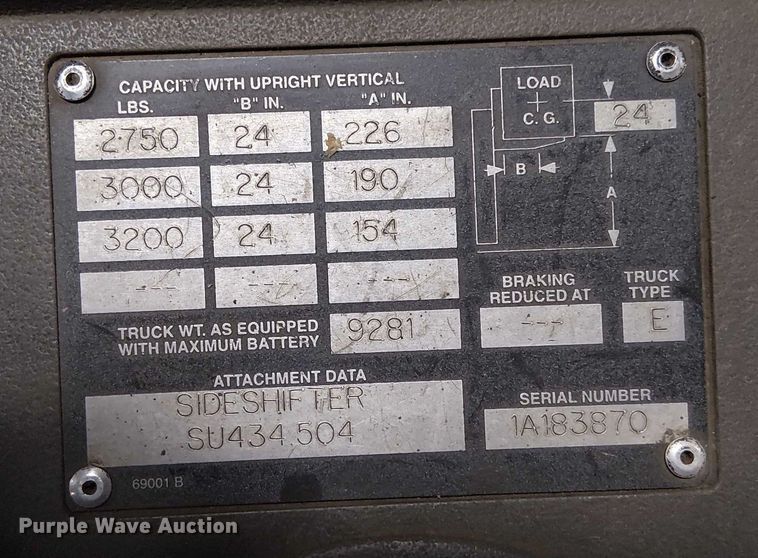 CAPACITY WITH UPRIGHT VERTICAL
LBS. "B" IN. "A" IN.
2750 24 226
3000 24 190
3200 24 154
--- --- ---
LOAD
C. G.
24
B
A
BRAKING
REDUCED AT
---
TRUCK
TYPE
E
TRUCK WT. AS EQUIPPED
WITH MAXIMUM BATTERY
9281
ATTACHMENT DATA
SIDESHIFTER
SU434504
SERIAL NUMBER
1A183870
69001 B
Purple Wave Auction